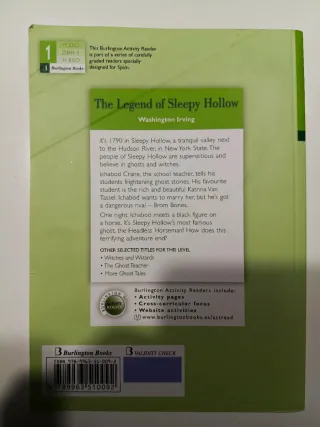 1
This Burlington Activity Reader
is part of a series of carefully
graded readers specially
designed for Spain.
Burlington Books
The Legend of Sleepy Hollow
Washington Irving
It's 1790 in Sleepy Hollow, a tranquil valley next
to the Hudson River, in New York State. The
people of Sleepy Hollow are superstitious and
believe in ghosts and witches.
Ichabod Crane, the school teacher, tells his
students frightening ghost stories. His favourite
student is the rich and beautiful Katrina Van
Tassel. Ichabod wants to marry her, but he's got
a dangerous rival – Brom Bones.
One night, Ichabod meets a black figure on
a horse. It's Sleepy Hollow's most famous
ghost, the Headless Horseman! How does this
terrifying adventure end?
OTHER SELECTED TITLES FOR THIS LEVEL
• Witches and Wizards
• The Ghost Teacher
• More Ghost Tales
Burlington Activity Readers include:
• Activity pages
• Cross-curricular focus
• Website activities
www.burlingtonbooks.es/actread
Burlington Books
VALIDITY CHECK